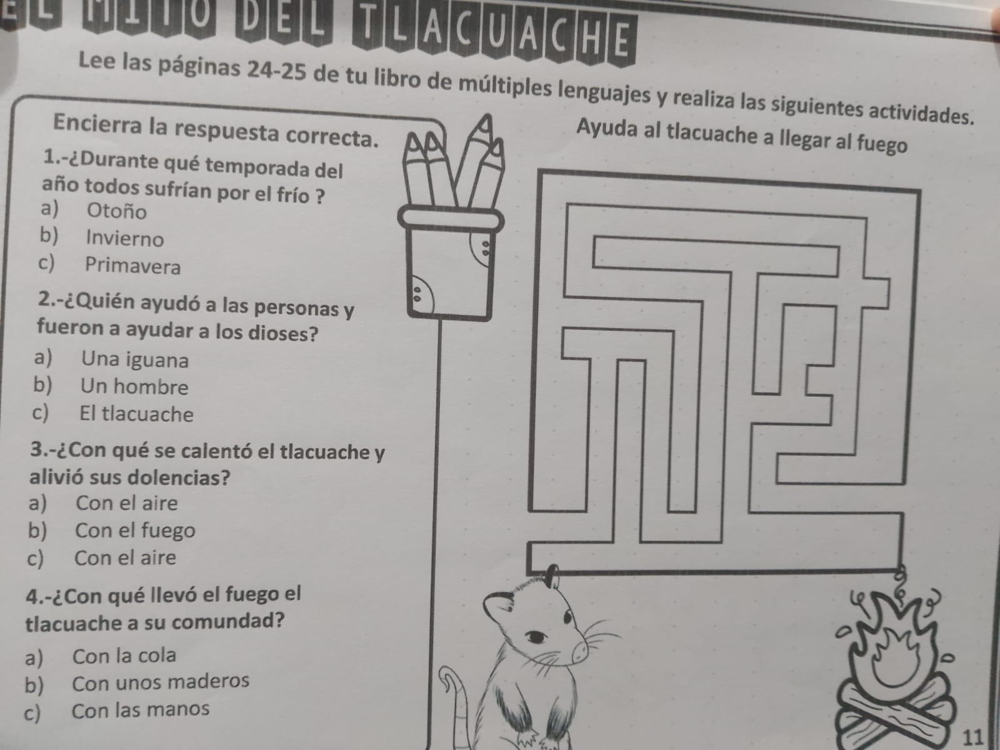 EL MITO DEL TLACUACHE
Lee las páginas 24-25 de tu libro de múltiples lenguajes y realiza las siguientes actividades.
Encierra la respuesta correcta.
1.-¿Durante qué temporada del
año todos sufrían por el frío ?
a) Otoño
b) Invierno
c) Primavera
2.-¿Quién ayudó a las personas y
fueron a ayudar a los dioses?
a) Una iguana
b) Un hombre
c) El tlacuache
3.-¿Con qué se calentó el tlacuache y
alivió sus dolencias?
a) Con el aire
b) Con el fuego
c) Con el aire
4.-¿Con qué llevó el fuego el
tlacuache a su comundad?
a) Con la cola
b) Con unos maderos
c) Con las manos
Ayuda al tlacuache a llegar al fuego
11